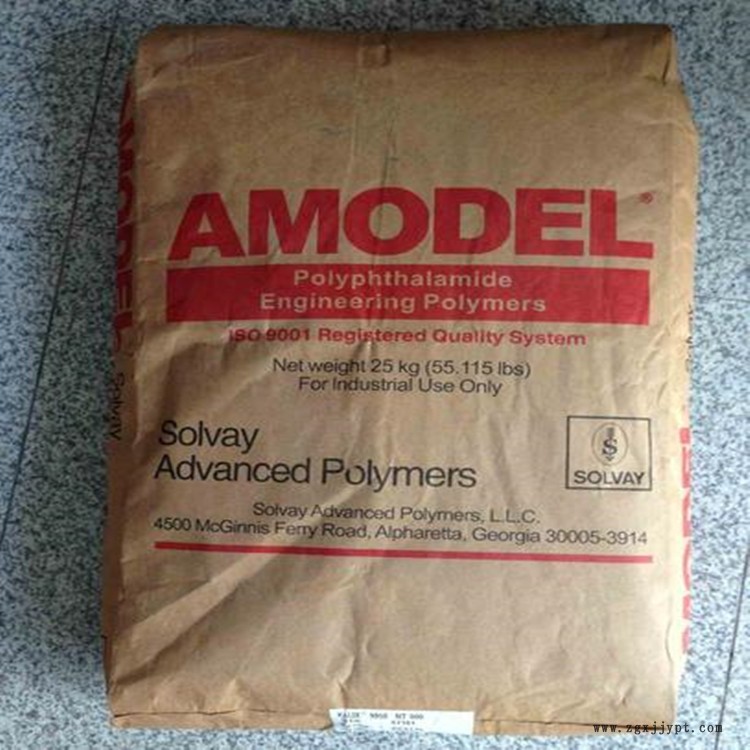 AMODEL®
Polyphthalamide
Engineering Polymers
ISO 9001 Registered Quality System
Net weight 25 kg (55.115 lbs)
For Industrial Use Only
Solvay
Advanced Polymers
S
SOLVAY
Solvay Advanced Polymers, L.L.C.
4500 McGinnis Ferry Road, Alpharetta, Georgia 30005-3914
AMODEL
Solvay
www.zgxjjypt.com